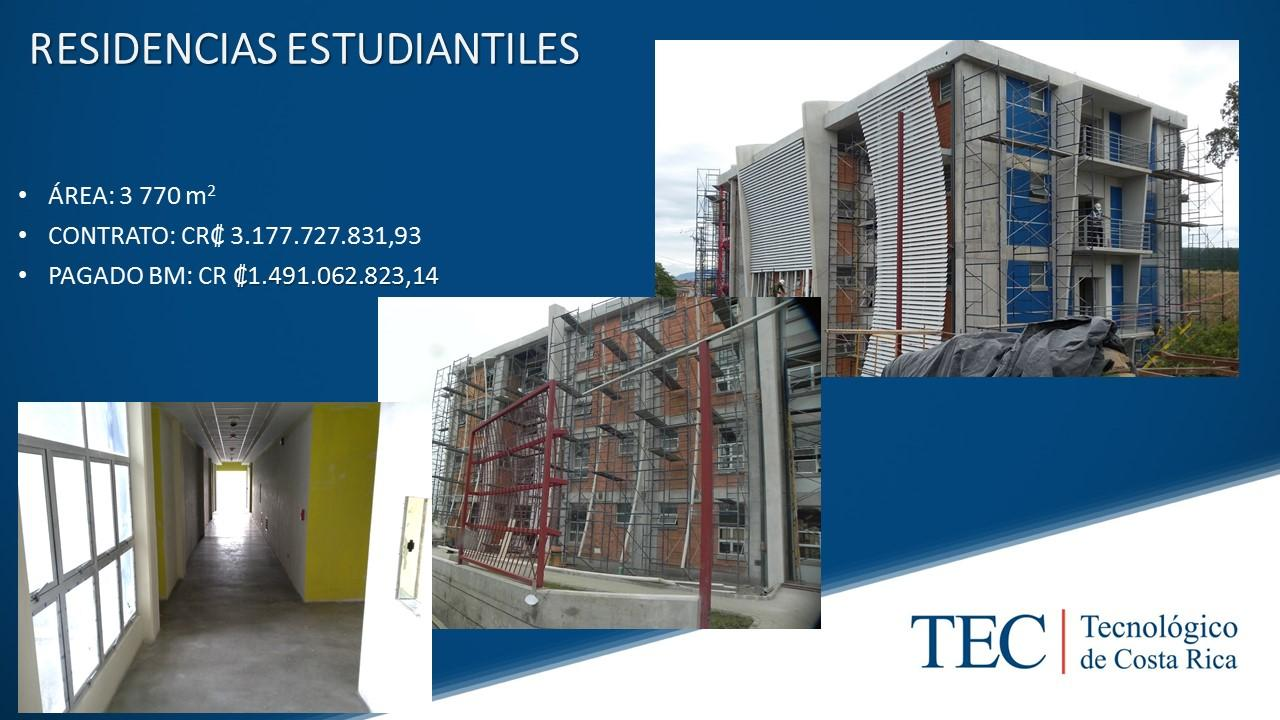 RESIDENCIAS ESTUDIANTILES
• ÁREA: 3 770 m²
• CONTRATO: CR₡ 3.177.727.831,93
• PAGADO BM: CR ₡1.491.062.823,14
TEC | Tecnológico
de Costa Rica